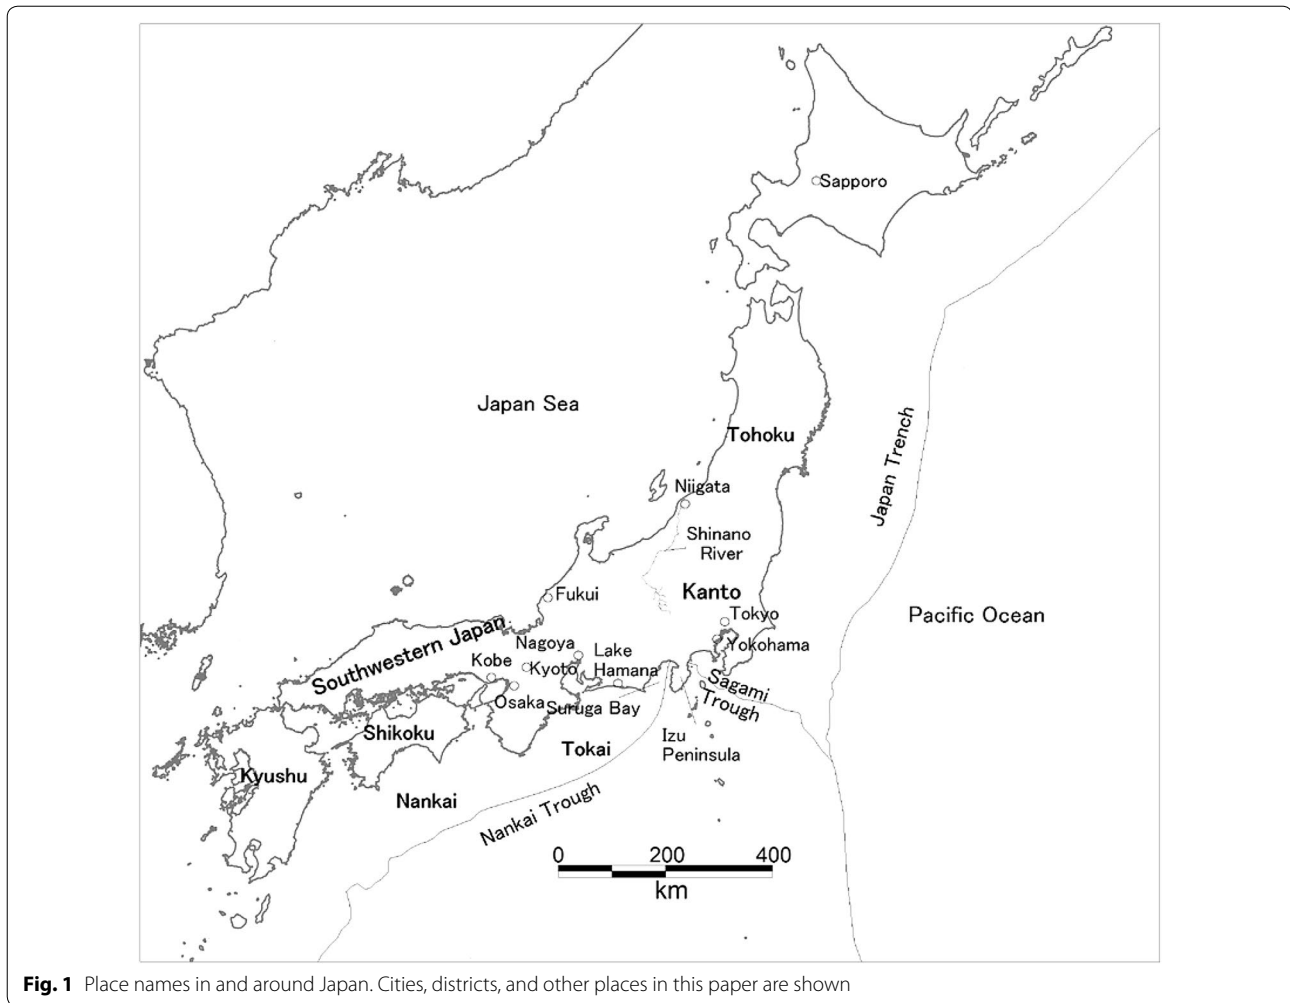 Sapporo
Japan Sea
Tohoku
Japan Trench
Niigata
Shinano
River
Kanto
Fukui
Tokyo
Pacific Ocean
Southwestern Japan
Nagoya
Lake
Hamana
Yokohama
Kobe
Kyoto
Osaka
Suruga Bay
Sagami
Trough
Shikoku
Tokai
Izu
Peninsula
Kyushu
Nankai
Nankai Trough
0 200 400
km
Fig. 1 Place names in and around Japan. Cities, districts, and other places in this paper are shown